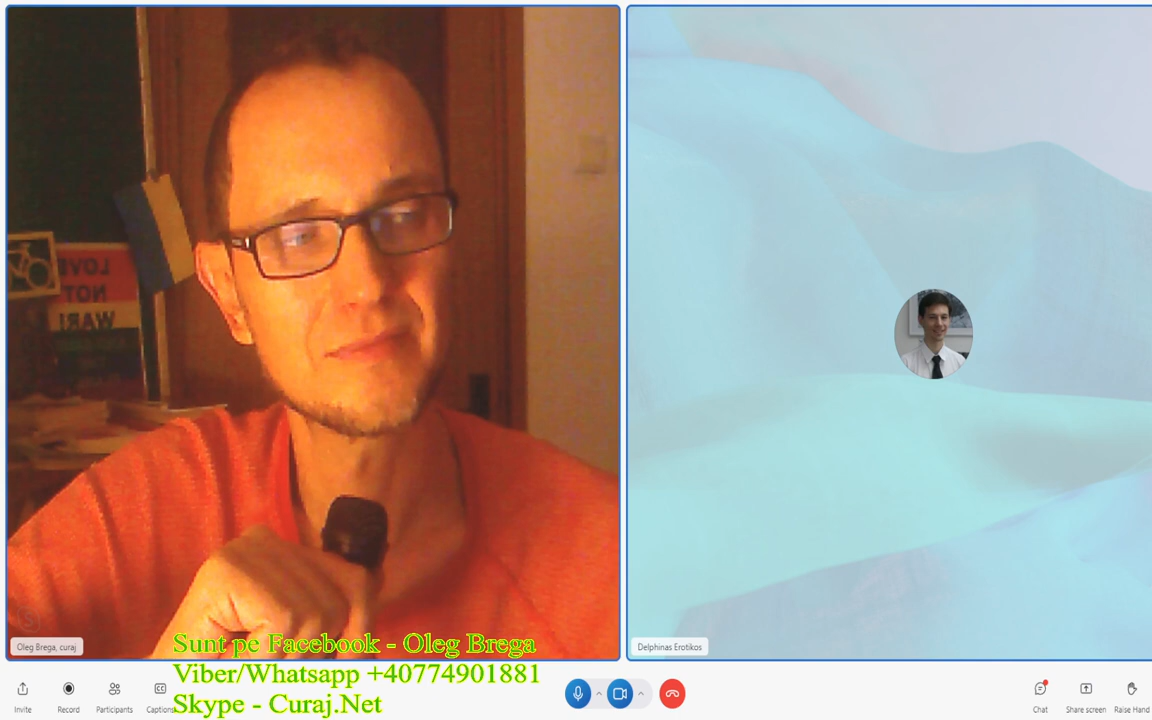 LOVE
NOT
WAR!
Oleg Brega, curaj
Delphinas Erotikos
Sunt pe Facebook - Oleg Brega
Viber/Whatsapp +40774901881
Skype - Curaj.Net
Invite
Record
Participants
CC
Captions
Chat
Share screen
Raise Hand